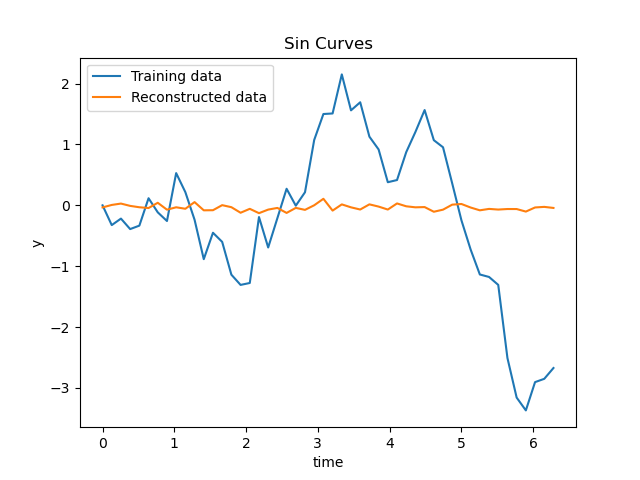 Sin Curves
Training data
Reconstructed data
2
1
0
−1
−2
−3
y
0 1 2 3 4 5 6
time